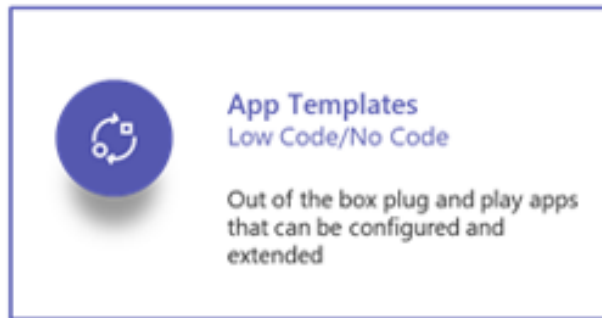 App Templates
Low Code/No Code
Out of the box plug and play apps
that can be configured and
extended